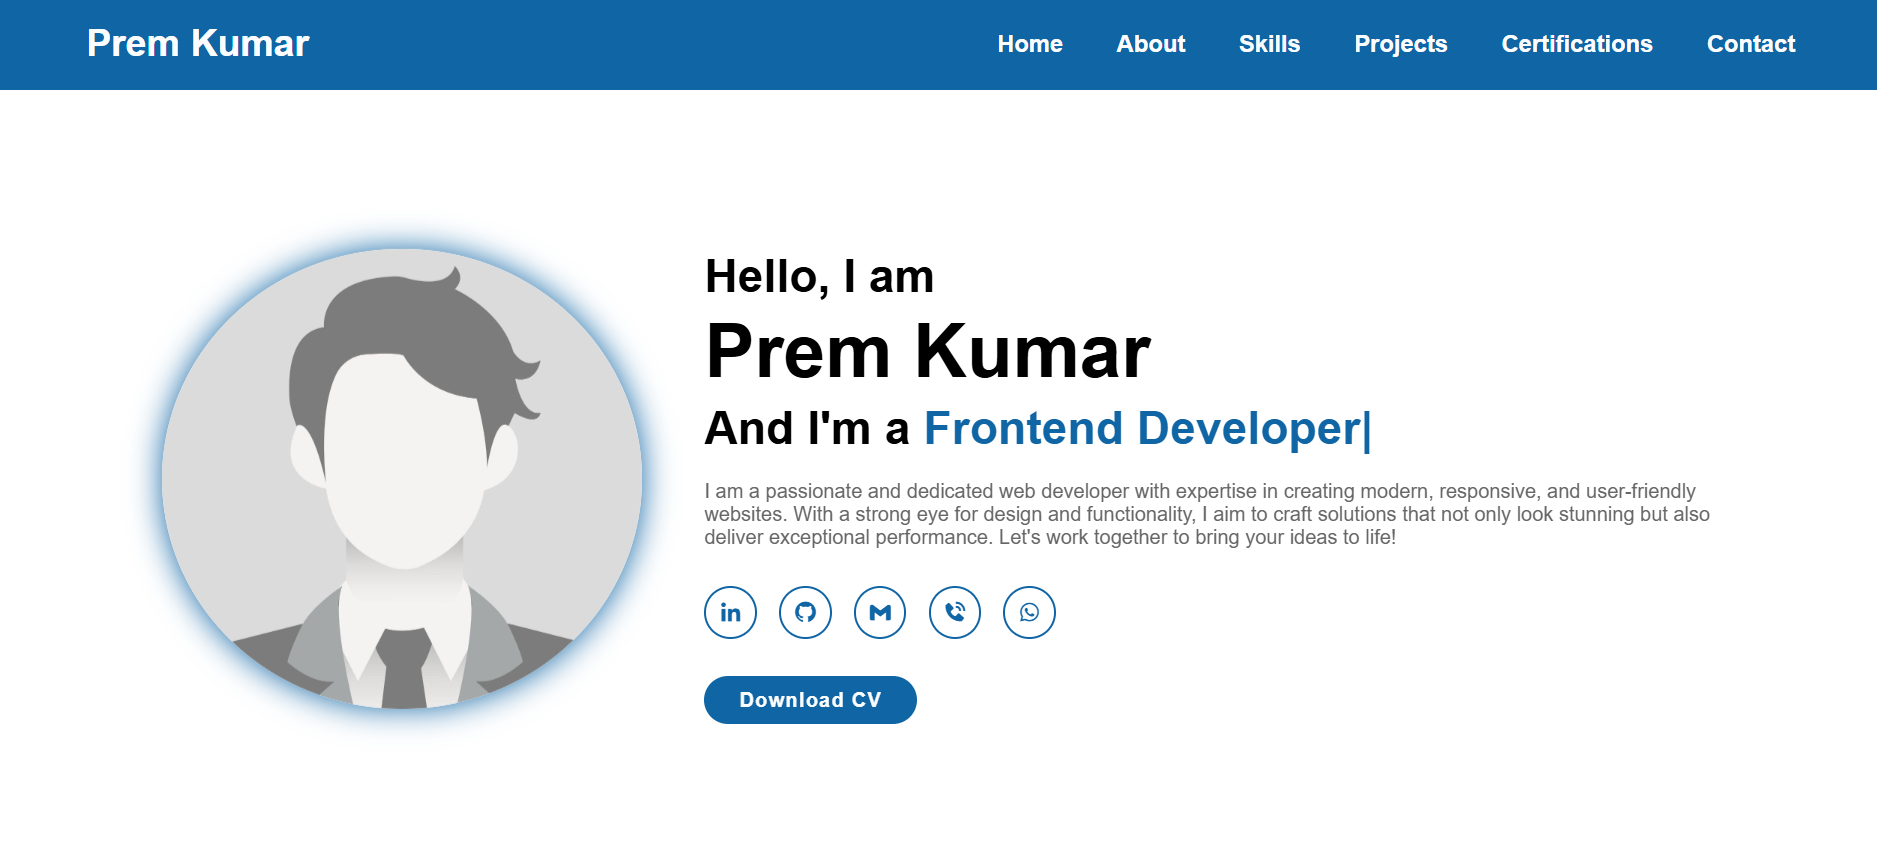 Prem Kumar
Home About Skills Projects Certifications Contact
Hello, I am
Prem Kumar
And I'm a Frontend Developer|
I am a passionate and dedicated web developer with expertise in creating modern, responsive, and user-friendly
websites. With a strong eye for design and functionality, I aim to craft solutions that not only look stunning but also
deliver exceptional performance. Let's work together to bring your ideas to life!
in
Download CV